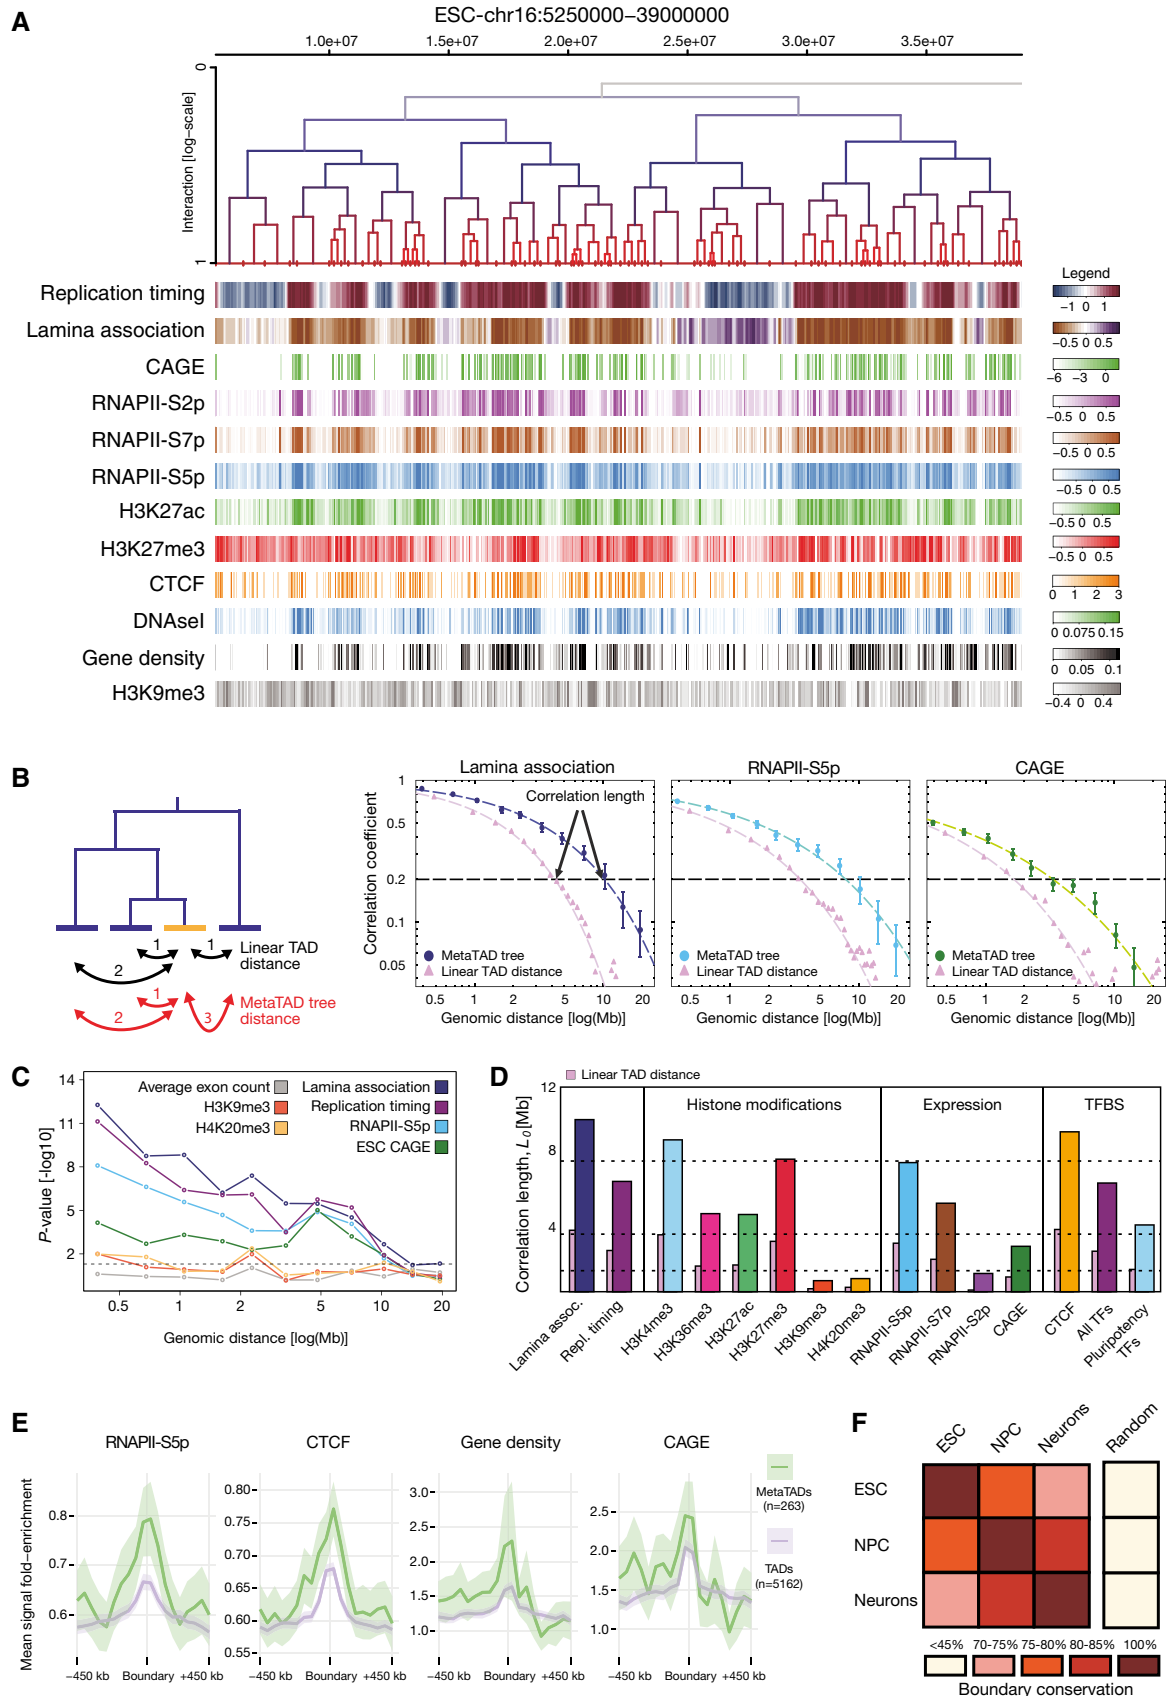 A
ESC-chr16:5250000−39000000
1.0e+07 1.5e+07 2.0e+07 2.5e+07 3.0e+07 3.5e+07
Interaction [log−scale]
0
1
Legend
Replication timing
−1 0 1
Lamina association
−0.5 0 0.5
CAGE
−6 −3 0
RNAPII-S2p
−0.5 0 0.5
RNAPII-S7p
−0.5 0 0.5
RNAPII-S5p
−0.5 0 0.5
H3K27ac
−0.5 0 0.5
H3K27me3
−0.5 0 0.5
CTCF
0 1 2 3
DNAseI
0 0.075 0.15
Gene density
0 0.05 0.1
H3K9me3
−0.4 0 0.4
B
1 1 Linear TAD
distance
2
1
2 3 MetaTAD tree
distance
Lamina association RNAPII-S5p CAGE
Correlation coefficient
1
0.5
0.2
0.1
0.05
Correlation length
MetaTAD tree
Linear TAD distance
MetaTAD tree
Linear TAD distance
MetaTAD tree
Linear TAD distance
0.5 1 2 5 10 20
0.5 1 2 5 10 20
0.5 1 2 5 10 20
Genomic distance [log(Mb)]
Genomic distance [log(Mb)]
Genomic distance [log(Mb)]
C
P-value [-log10]
14
11
8
5
2
Average exon count
H3K9me3
H4K20me3
Lamina association
Replication timing
RNAPII-S5p
ESC CAGE
0.5 1 2 5 10 20
Genomic distance [log(Mb)]
D
Linear TAD distance
Correlation length, L0 [Mb]
12
8
4
Histone modifications
Expression
TFBS
Lamina assoc.
Repl. timing
H3K4me3
H3K36me3
H3K27ac
H3K27me3
H3K9me3
H4K20me3
RNAPII-S5p
RNAPII-S7p
RNAPII-S2p
CAGE
CTCF
All TFs
Pluripotency
TFs
E
Mean signal fold−enrichment
RNAPII-S5p CTCF Gene density CAGE
0.8
0.7
0.6
0.80
0.75
0.70
0.65
0.60
0.55
3.0
2.5
2.0
1.5
1.0
2.5
2.0
1.5
1.0
−450 kb Boundary +450 kb
−450 kb Boundary +450 kb
−450 kb Boundary +450 kb
−450 kb Boundary +450 kb
MetaTADs
(n=263)
TADs
(n=5162)
F
ESC NPC Neurons Random
ESC
NPC
Neurons
<45% 70-75% 75-80% 80-85% 100%
Boundary conservation